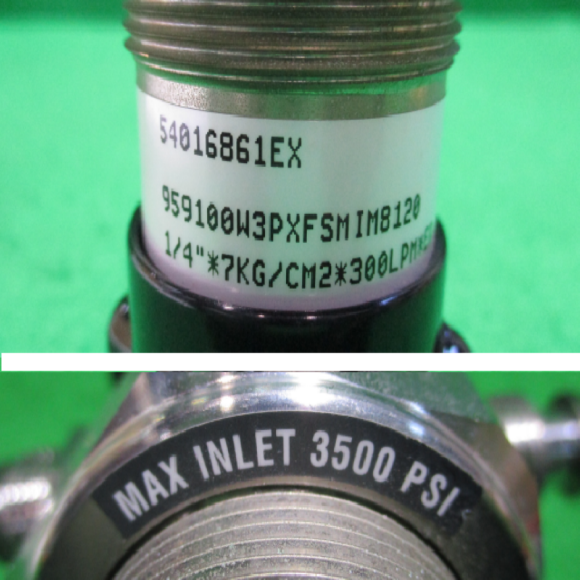 54016861EX
959100W3PXFSMIM8120
1/4"*7KG/CM2*300LPM*
MAX INLET 3500 PSI